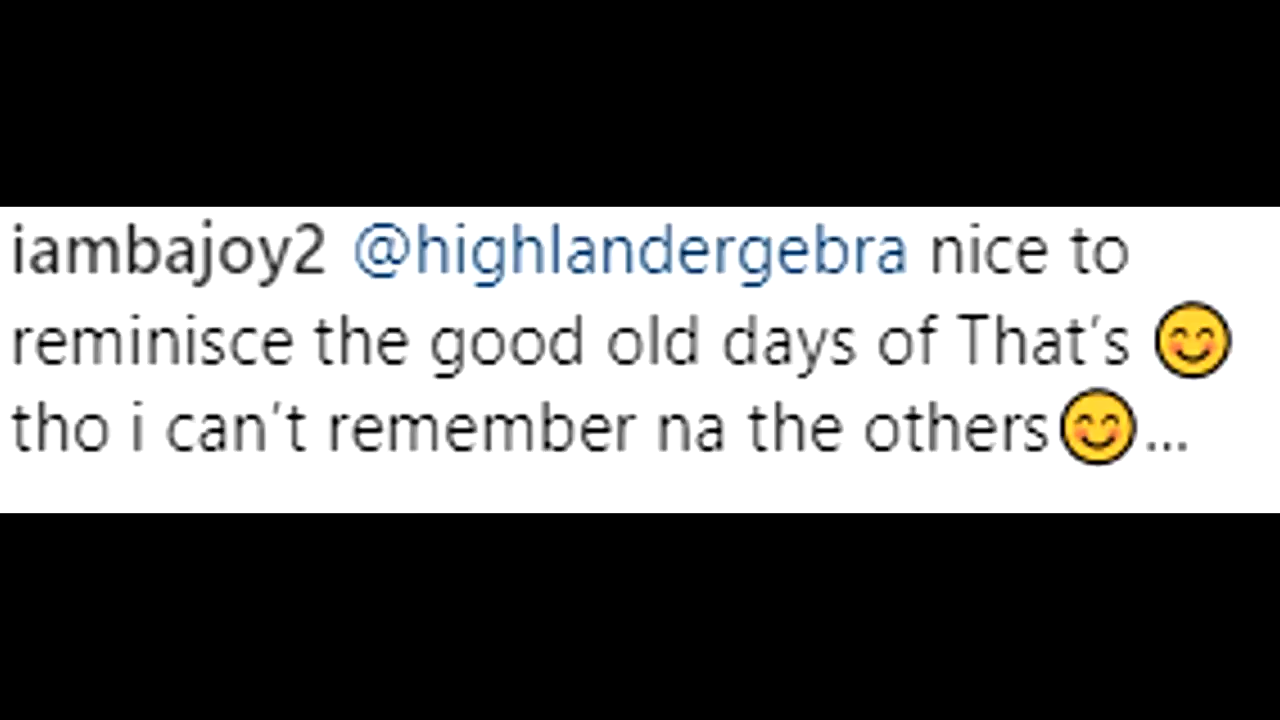 iambajoy2 @highlandergebra nice to
reminisce the good old days of That's 😊
tho i can't remember na the others😊...